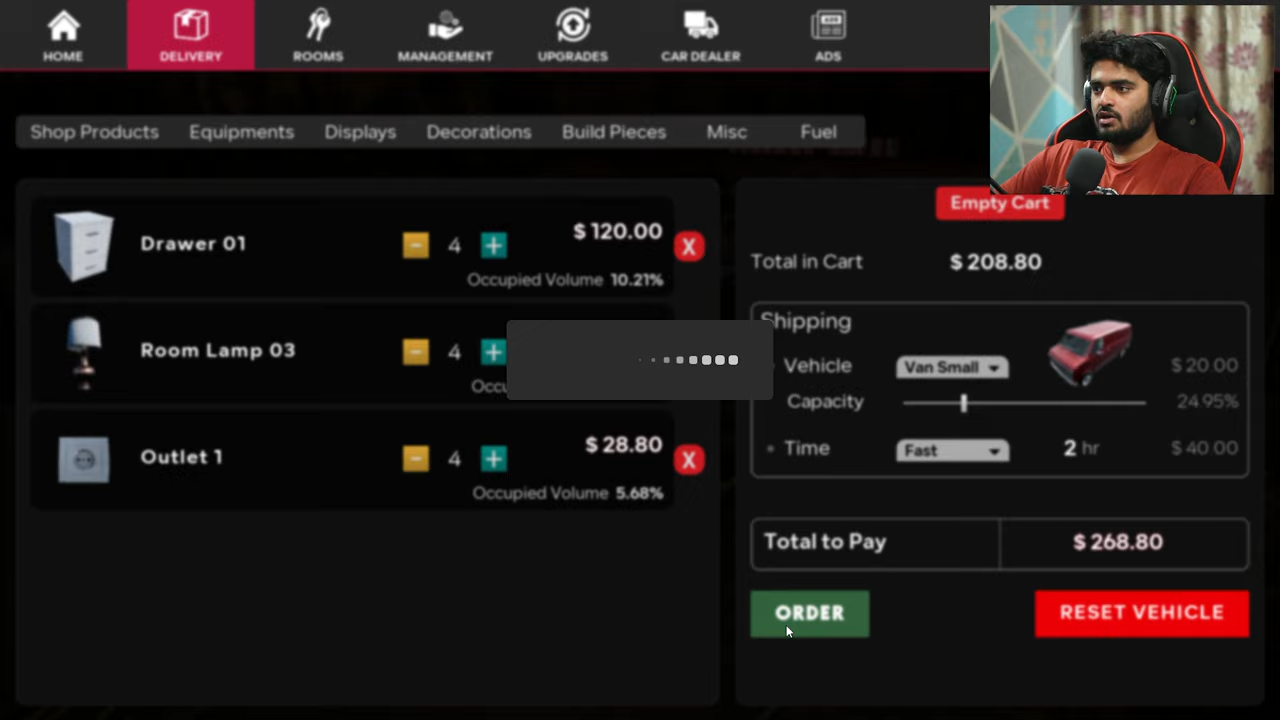 HOME
DELIVERY
ROOMS
MANAGEMENT
UPGRADES
CAR DEALER
ADS
Shop Products
Equipments
Displays
Decorations
Build Pieces
Misc
Fuel
Drawer 01
4
$ 120.00
X
Occupied Volume 10.21%
Room Lamp 03
4
Occu
Outlet 1
4
$ 28.80
X
Occupied Volume 5.68%
Empty Cart
Total in Cart $ 208.80
Shipping
Vehicle Van Small $ 20.00
Capacity 24.95%
Time Fast 2 hr $ 40.00
Total to Pay $ 268.80
ORDER
RESET VEHICLE